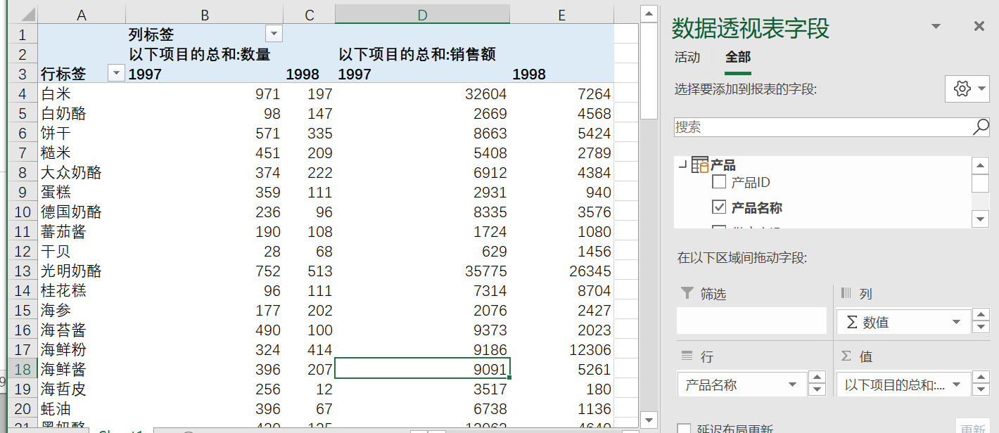 A B C D E
1 列标签
2 以下项目的总和:数量 以下项目的总和:销售额
3 行标签 1997 1998 1997 1998
4 白米 971 197 32604 7264
5 白奶酪 98 147 2669 4568
6 饼干 571 335 8663 5424
7 糙米 451 209 5408 2789
8 大众奶酪 374 222 6912 4384
9 蛋糕 359 111 2931 940
10 德国奶酪 236 96 8335 3576
11 蕃茄酱 190 108 1724 1080
12 干贝 28 68 629 1456
13 光明奶酪 752 513 35775 26345
14 桂花糕 96 111 7314 8704
15 海参 177 202 2076 2427
16 海苔酱 490 100 9373 2023
17 海鲜粉 324 414 9186 12306
18 海鲜酱 396 207 9091 5261
19 海哲皮 256 12 3517 180
20 蚝油 396 67 6738 1136
数据透视表字段
活动 全部
选择要添加到报表的字段:
搜索
产品
产品ID
产品名称
在以下区域间拖动字段:
筛选
列
Σ 数值
行
产品名称
Σ 值
以下项目的总和:...
延迟布局更新
更新